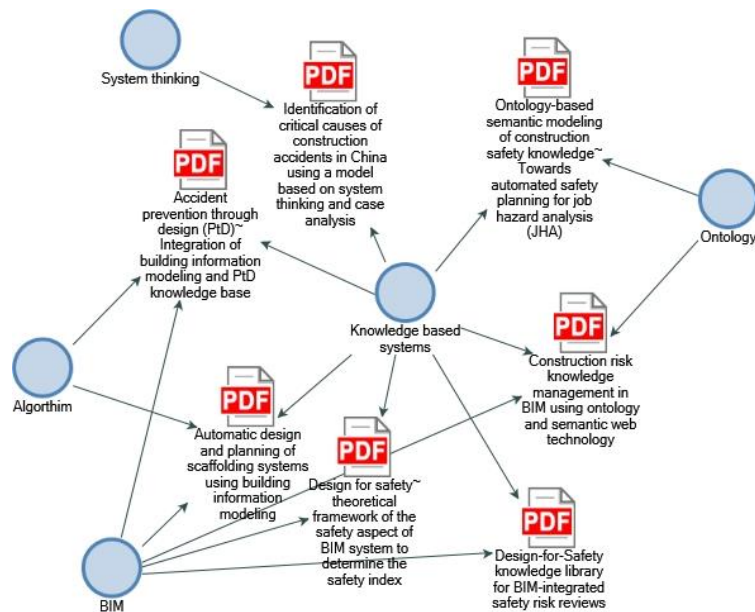 System thinking
PDF
Identification of
critical causes of
construction
accidents in China
using a model
based on system
thinking and case
analysis
PDF
Ontology-based
semantic modeling
of construction
safety knowledge~
Towards
automated safety
planning for job
hazard analysis
(JHA)
PDF
Accident
prevention through
design (PtD)~
Integration of
building information
modeling and PtD
knowledge base
Ontology
Knowledge based
systems
PDF
Construction risk
knowledge
management in
BIM using ontology
and semantic web
technology
Algorthim
PDF
Automatic design
and planning of
scaffolding systems
using building
information
modeling
PDF
Design for safety~
theoretical
framework of the
safety aspect of
BIM system to
determine the
safety index
PDF
Design-for-Safety
knowledge library
for BIM-integrated
safety risk reviews
BIM